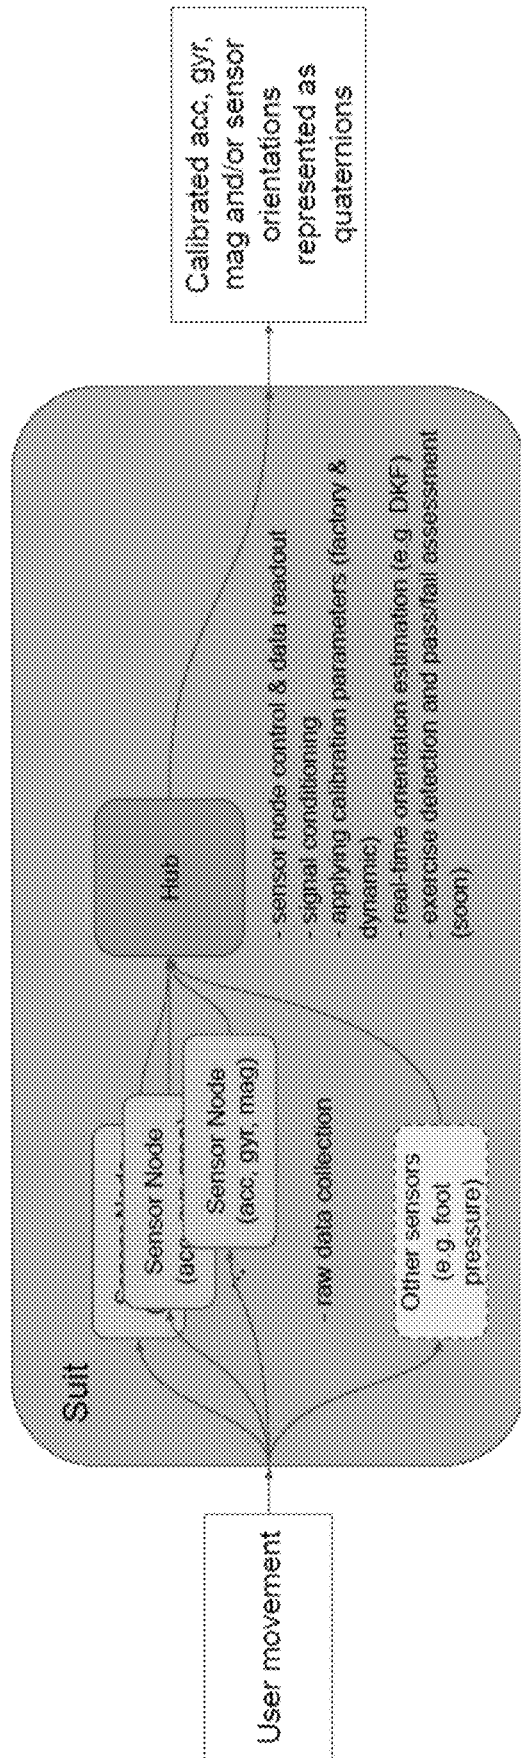 User movement
Suit
Sensor Node
(acc
Sensor Node
(acc, gyr, mag)
- raw data collection
Other sensors
(e.g. foot
pressure)
Hub
- sensor node control & data readout
- signal conditioning
- applying calibration parameters (factory &
dynamic)
- real-time orientation estimation (e.g. DKF)
- exercise detection and pass/fail assessment
(soon)
Calibrated acc, gyr,
mag and/or sensor
orientations
represented as
quaternions